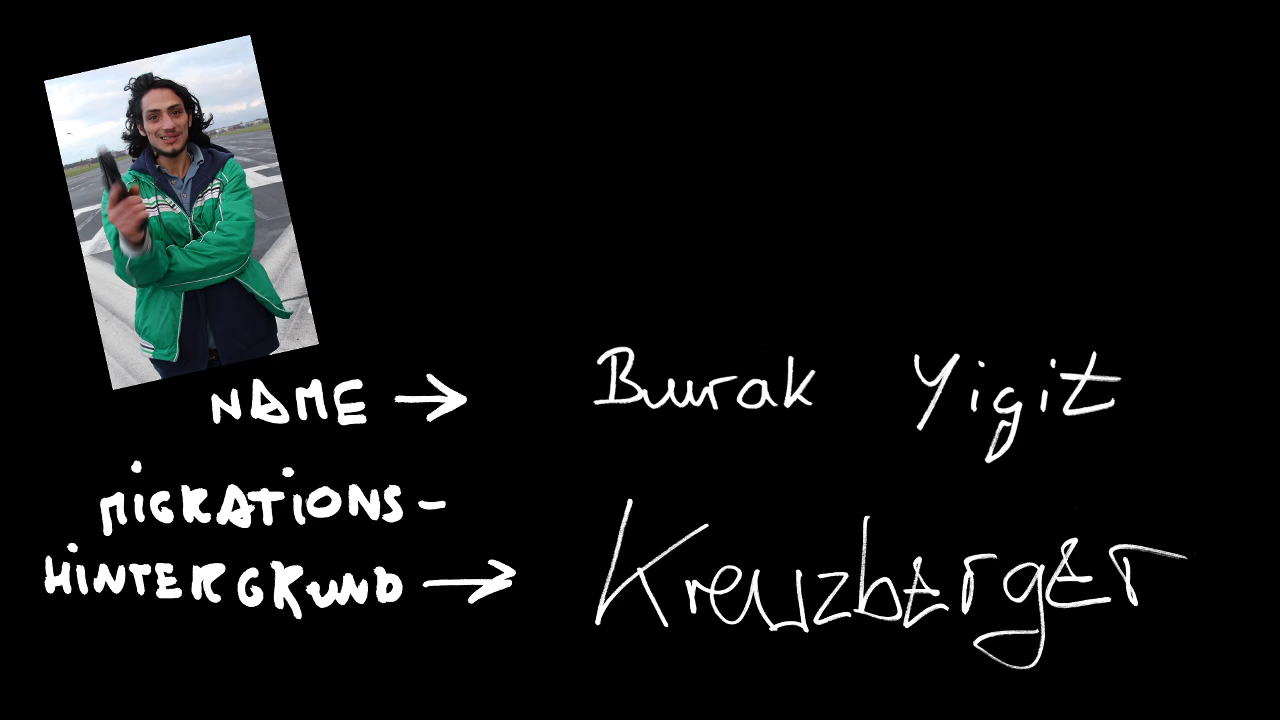 NAME → Burak Yigit
MiGRATiONS-
HiNTERGRUND → Kreuzberger